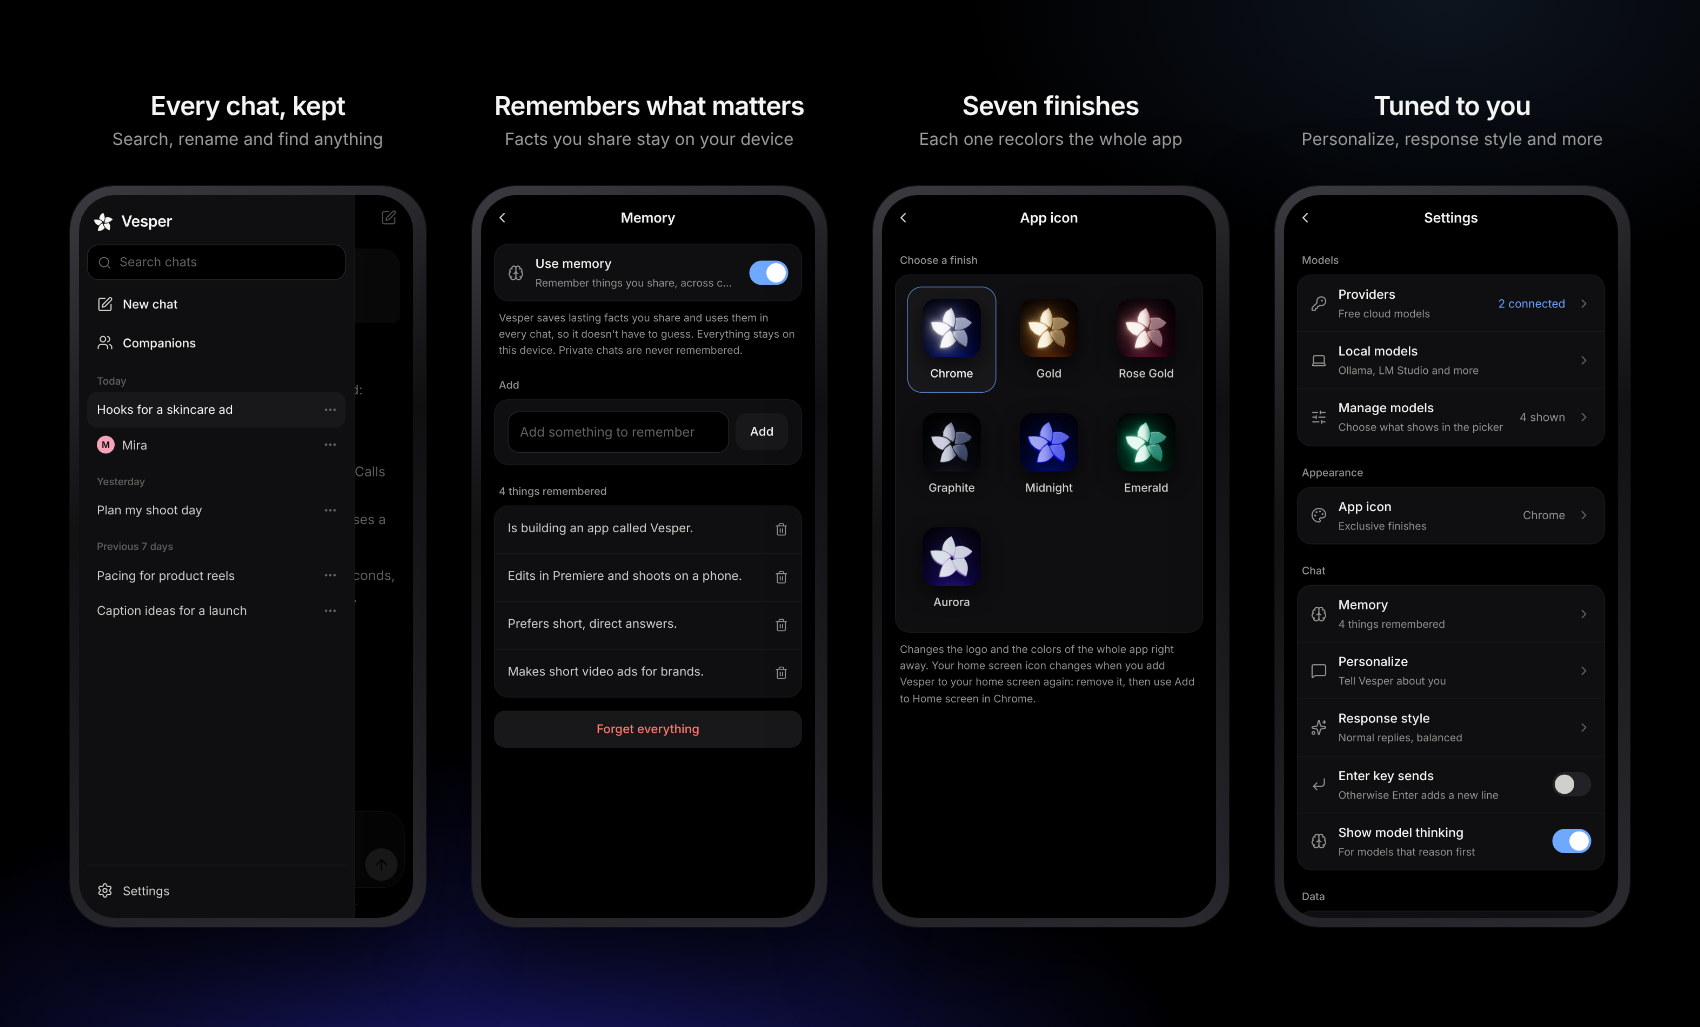 Every chat, kept
Search, rename and find anything
Vesper
Search chats
New chat
Companions
Today
Hooks for a skincare ad
M
Mira
Yesterday
Plan my shoot day
Previous 7 days
Pacing for product reels
Caption ideas for a launch
Settings
d:
Calls
ses a
conds,
Remembers what matters
Facts you share stay on your device
Memory
Use memory
Remember things you share, across c...
Vesper saves lasting facts you share and uses them in
every chat, so it doesn't have to guess. Everything stays on
this device. Private chats are never remembered.
Add
Add something to remember
Add
4 things remembered
Is building an app called Vesper.
Edits in Premiere and shoots on a phone.
Prefers short, direct answers.
Makes short video ads for brands.
Forget everything
Seven finishes
Each one recolors the whole app
App icon
Choose a finish
Chrome
Gold
Rose Gold
Graphite
Midnight
Emerald
Aurora
Changes the logo and the colors of the whole app right
away. Your home screen icon changes when you add
Vesper to your home screen again: remove it, then use Add
to Home screen in Chrome.
Tuned to you
Personalize, response style and more
Settings
Models
Providers
Free cloud models
2 connected
Local models
Ollama, LM Studio and more
Manage models
Choose what shows in the picker
4 shown
Appearance
App icon
Exclusive finishes
Chrome
Chat
Memory
4 things remembered
Personalize
Tell Vesper about you
Response style
Normal replies, balanced
Enter key sends
Otherwise Enter adds a new line
Show model thinking
For models that reason first
Data